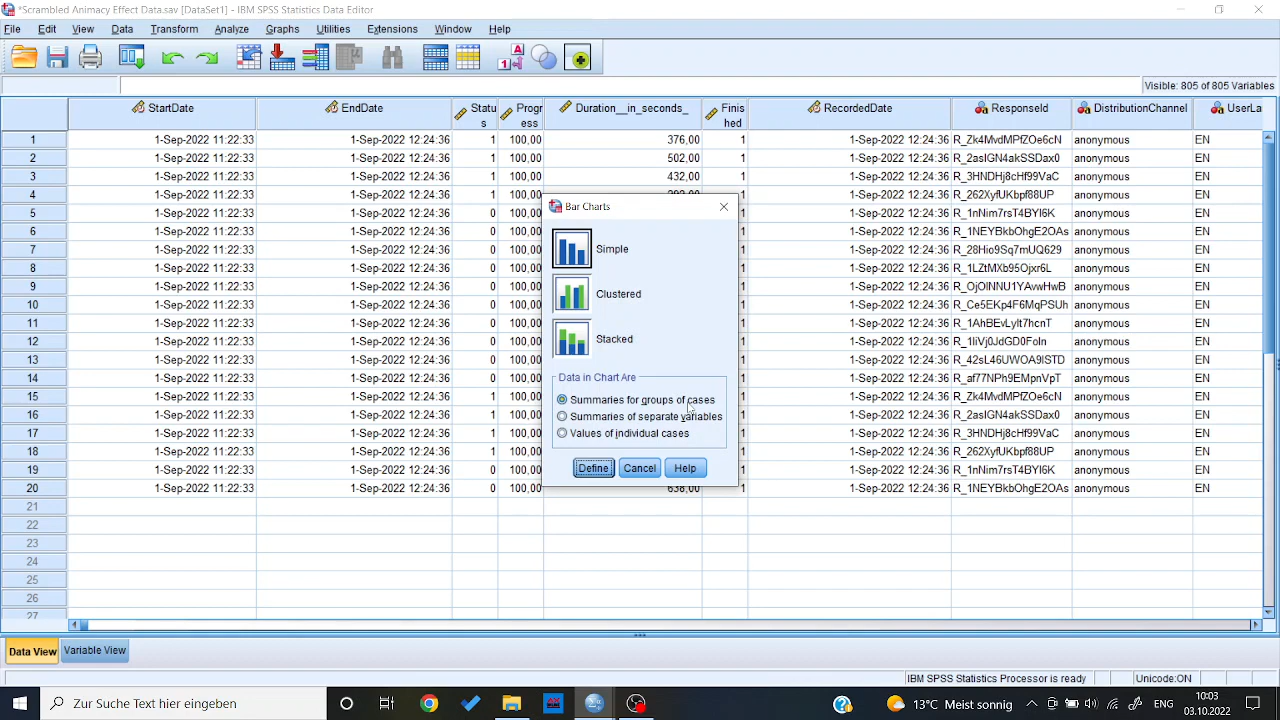 *Scrambled Animacy Effect Data.sav [DataSet1] - IBM SPSS Statistics Data Editor
File Edit View Data Transform Analyze Graphs Utilities Extensions Window Help
Visible: 805 of 805 Variables
StartDate EndDate Status Progress Duration__in_seconds_ Finished RecordedDate ResponseId DistributionChannel UserLa
1 1-Sep-2022 11:22:33 1-Sep-2022 12:24:36 1 100,00 376,00 1 1-Sep-2022 12:24:36 R_Zk4MvdMPfZOe6cN anonymous EN
2 1-Sep-2022 11:22:33 1-Sep-2022 12:24:36 1 100,00 502,00 1 1-Sep-2022 12:24:36 R_2aslGN4akSSDax0 anonymous EN
3 1-Sep-2022 11:22:33 1-Sep-2022 12:24:36 1 100,00 432,00 1 1-Sep-2022 12:24:36 R_3HNDHj8cHf99VaC anonymous EN
4 1-Sep-2022 11:22:33 1-Sep-2022 12:24:36 1 100,00 1 1-Sep-2022 12:24:36 R_262XyfUKbpf88UP anonymous EN
5 1-Sep-2022 11:22:33 1-Sep-2022 12:24:36 0 100,00 1 1-Sep-2022 12:24:36 R_1nNim7rsT4BYI6K anonymous EN
6 1-Sep-2022 11:22:33 1-Sep-2022 12:24:36 0 100,00 1 1-Sep-2022 12:24:36 R_1NEYBkbOhgE2OAs anonymous EN
7 1-Sep-2022 11:22:33 1-Sep-2022 12:24:36 0 100,00 1 1-Sep-2022 12:24:36 R_28Hio9Sq7mUQ629 anonymous EN
8 1-Sep-2022 11:22:33 1-Sep-2022 12:24:36 0 100,00 1 1-Sep-2022 12:24:36 R_1LZtMXb95Ojxr6L anonymous EN
9 1-Sep-2022 11:22:33 1-Sep-2022 12:24:36 0 100,00 1 1-Sep-2022 12:24:36 R_OjOlNNU1YAvwHwB anonymous EN
10 1-Sep-2022 11:22:33 1-Sep-2022 12:24:36 0 100,00 1 1-Sep-2022 12:24:36 R_Ce5EKp4F6MqPSUh anonymous EN
11 1-Sep-2022 11:22:33 1-Sep-2022 12:24:36 0 100,00 1 1-Sep-2022 12:24:36 R_1AhBEvLyIt7hcnT anonymous EN
12 1-Sep-2022 11:22:33 1-Sep-2022 12:24:36 0 100,00 1 1-Sep-2022 12:24:36 R_1liVj0JdGD0FoIn anonymous EN
13 1-Sep-2022 11:22:33 1-Sep-2022 12:24:36 0 100,00 1 1-Sep-2022 12:24:36 R_42sL46UWOA9lSTD anonymous EN
14 1-Sep-2022 11:22:33 1-Sep-2022 12:24:36 0 100,00 1 1-Sep-2022 12:24:36 R_af77NPh9EMpnVpT anonymous EN
15 1-Sep-2022 11:22:33 1-Sep-2022 12:24:36 0 100,00 1 1-Sep-2022 12:24:36 R_Zk4MvdMPfZOe6cN anonymous EN
16 1-Sep-2022 11:22:33 1-Sep-2022 12:24:36 0 100,00 1 1-Sep-2022 12:24:36 R_2aslGN4akSSDax0 anonymous EN
17 1-Sep-2022 11:22:33 1-Sep-2022 12:24:36 1 100,00 1 1-Sep-2022 12:24:36 R_3HNDHj8cHf99VaC anonymous EN
18 1-Sep-2022 11:22:33 1-Sep-2022 12:24:36 1 100,00 1 1-Sep-2022 12:24:36 R_262XyfUKbpf88UP anonymous EN
19 1-Sep-2022 11:22:33 1-Sep-2022 12:24:36 0 100,00 1 1-Sep-2022 12:24:36 R_1nNim7rsT4BYI6K anonymous EN
20 1-Sep-2022 11:22:33 1-Sep-2022 12:24:36 0 100,00 638,00 1 1-Sep-2022 12:24:36 R_1NEYBkbOhgE2OAs anonymous EN
21
22
23
24
25
26
27
Bar Charts
Simple
Clustered
Stacked
Data in Chart Are
Summaries for groups of cases
Summaries of separate variables
Values of individual cases
Define Cancel Help
Data View Variable View
IBM SPSS Statistics Processor is ready Unicode:ON
Zur Suche Text hier eingeben 13°C Meist sonnig ENG 10:03
03.10.2022